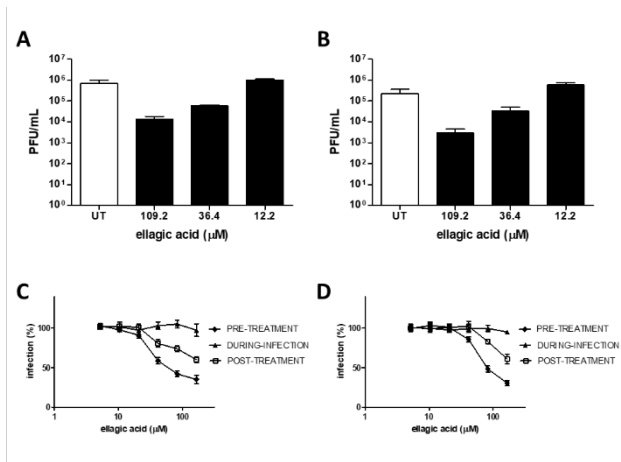 A
B
10⁷
10⁶
10⁵
10⁴
10³
10²
10¹
10⁰
PFU/mL
UT 109.2 36.4 12.2
ellagic acid (μM)
10⁷
10⁶
10⁵
10⁴
10³
10²
10¹
10⁰
PFU/mL
UT 109.2 36.4 12.2
ellagic acid (μM)
C
D
100
50
0
infection (%)
1 10 100
ellagic acid (μM)
PRE-TREATMENT
DURING-INFECTION
POST-TREATMENT
100
50
0
infection (%)
1 10 100
ellagic acid (μM)
PRE-TREATMENT
DURING-INFECTION
POST-TREATMENT